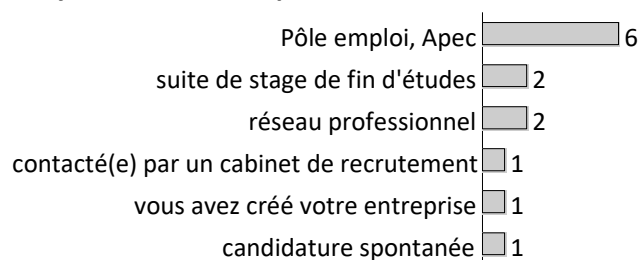 Pôle emploi, Apec 6
suite de stage de fin d'études 2
réseau professionnel 2
contacté(e) par un cabinet de recrutement 1
vous avez créé votre entreprise 1
candidature spontanée 1